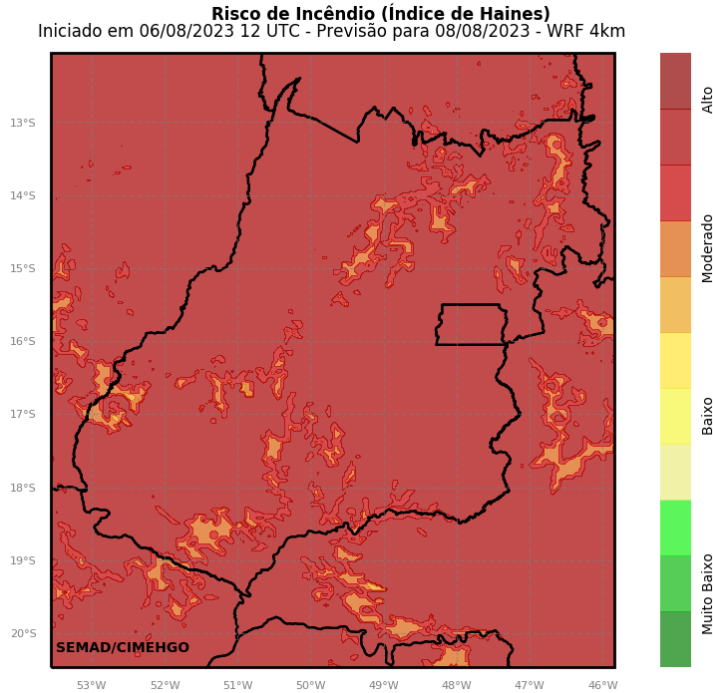 Risco de Incêndio (Índice de Haines)
Iniciado em 06/08/2023 12 UTC - Previsão para 08/08/2023 - WRF 4km
13°S
14°S
15°S
16°S
17°S
18°S
19°S
20°S
SEMAD/CIMEHGO
53°W 52°W 51°W 50°W 49°W 48°W 47°W 46°W
Alto
Moderado
Baixo
Muito Baixo